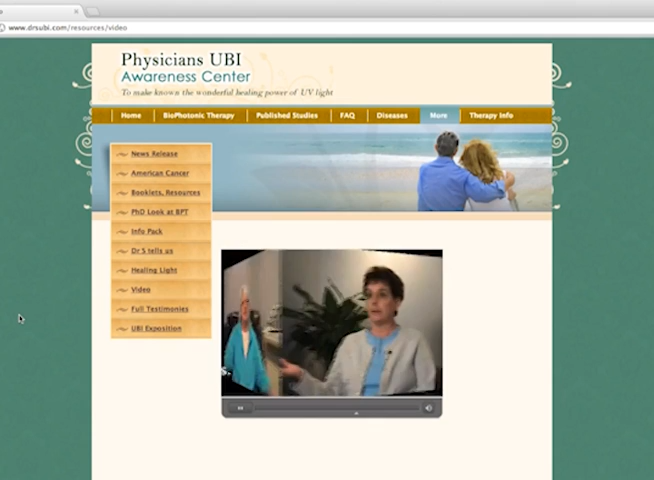 www.drsubi.com/resources/video
Physicians UBI
Awareness Center
To make known the wonderful healing power of UV light
Home
BioPhotonic Therapy
Published Studies
FAQ
Diseases
More
Therapy Info
News Release
American Cancer
Booklets, Resources
PhD Look at BPT
Info Pack
Dr S tells us
Healing Light
Video
Full Testimonies
UBI Exposition